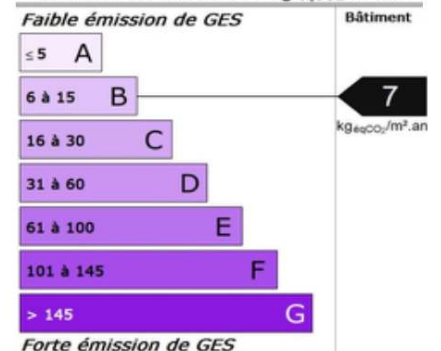 Faible émission de GES
Bâtiment
≤ 5 A
6 à 15 B
7
kgéqCO₂/m².an
16 à 30 C
31 à 60 D
61 à 100 E
101 à 145 F
> 145 G
Forte émission de GES